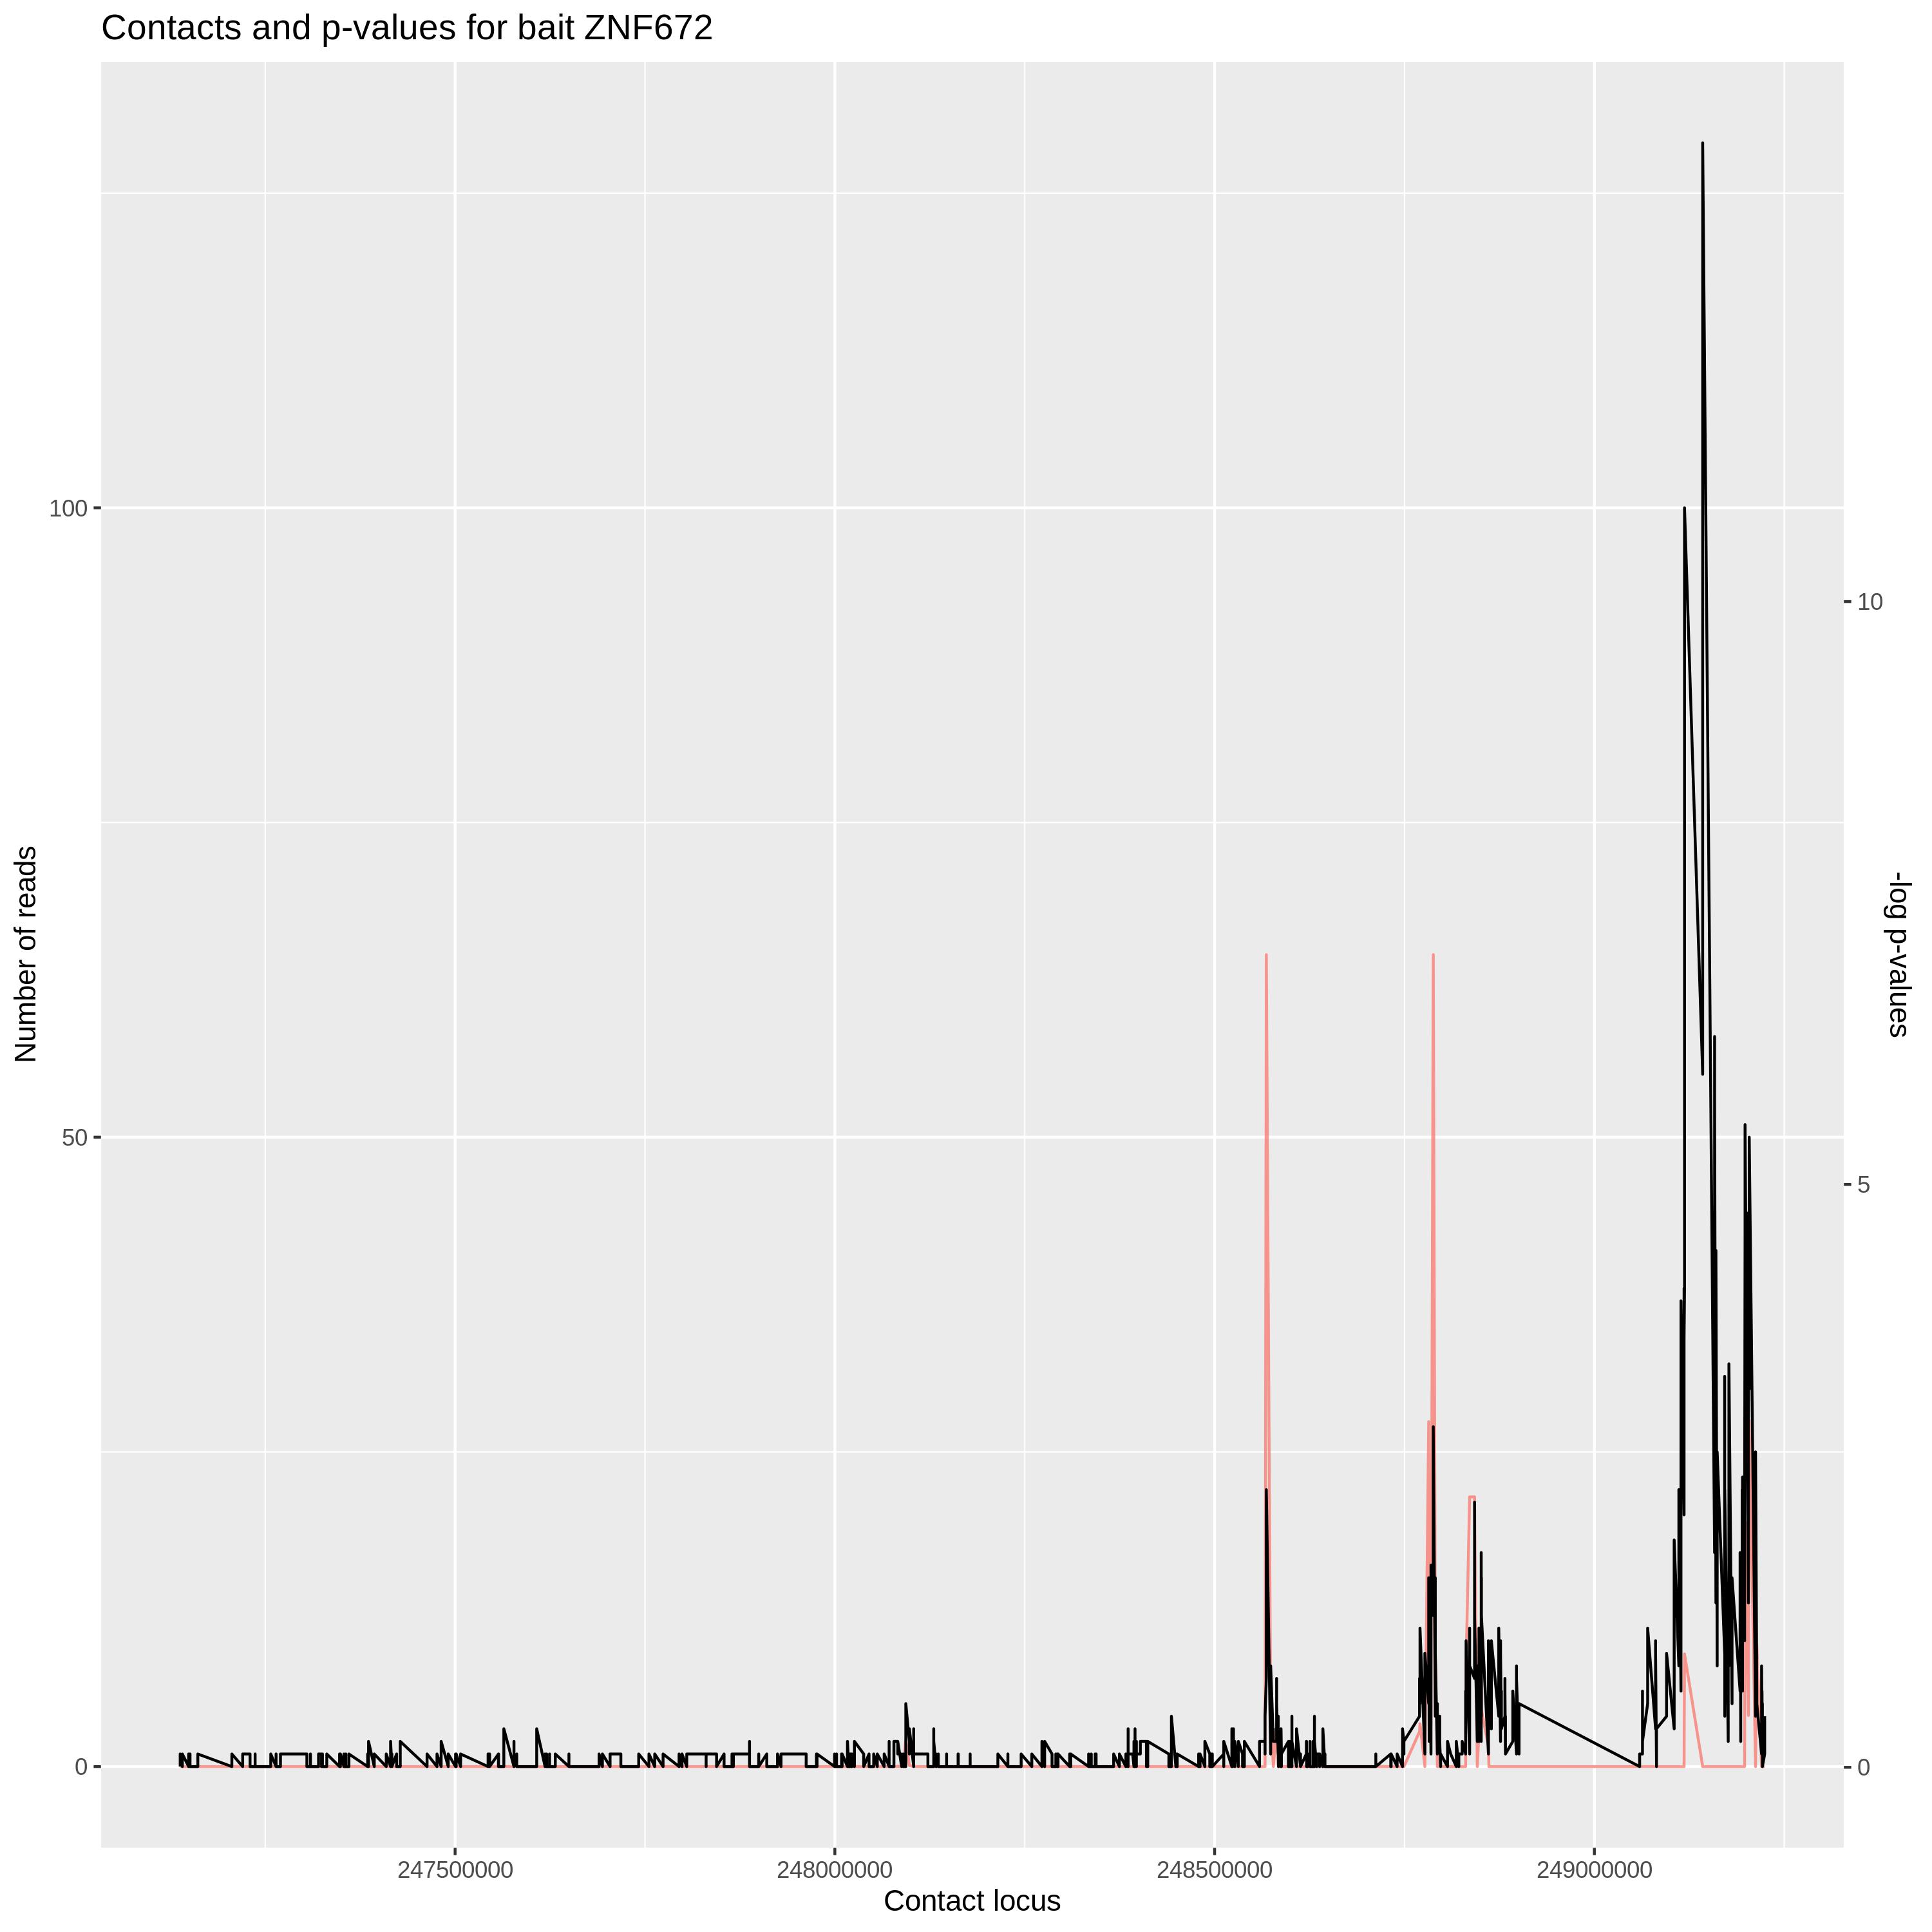 Contacts and p-values for bait ZNF672
Number of reads
100
50
0
10
5
0
-log p-values
247500000
248000000
248500000
249000000
Contact locus